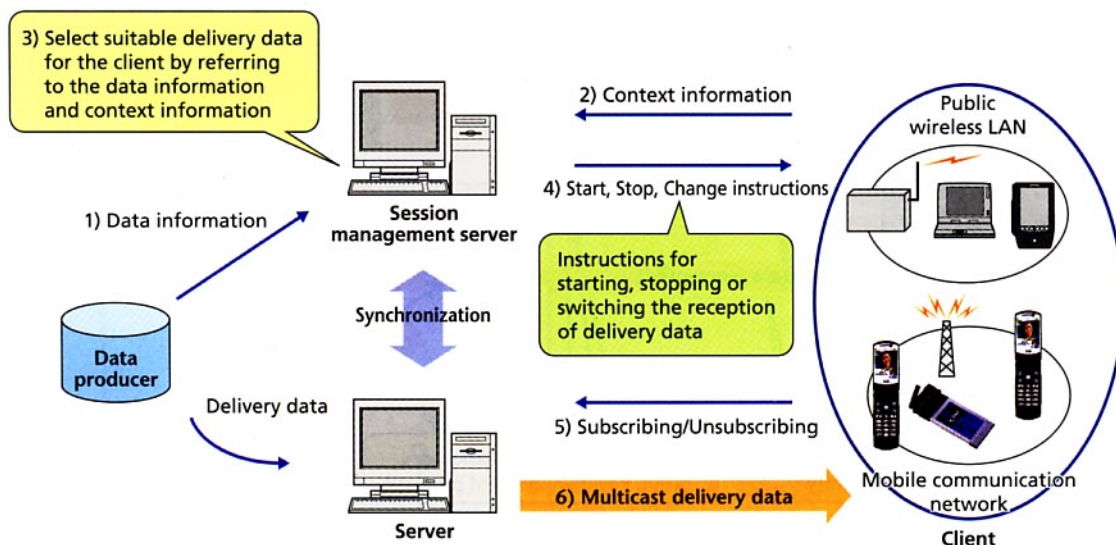 3) Select suitable delivery data
for the client by referring
to the data information
and context information
2) Context information
Public
wireless LAN
4) Start, Stop, Change instructions
1) Data information
Session
management server
Instructions for
starting, stopping or
switching the reception
of delivery data
Synchronization
Data
producer
Delivery data
5) Subscribing/Unsubscribing
6) Multicast delivery data
Mobile communication
network
Server
Client